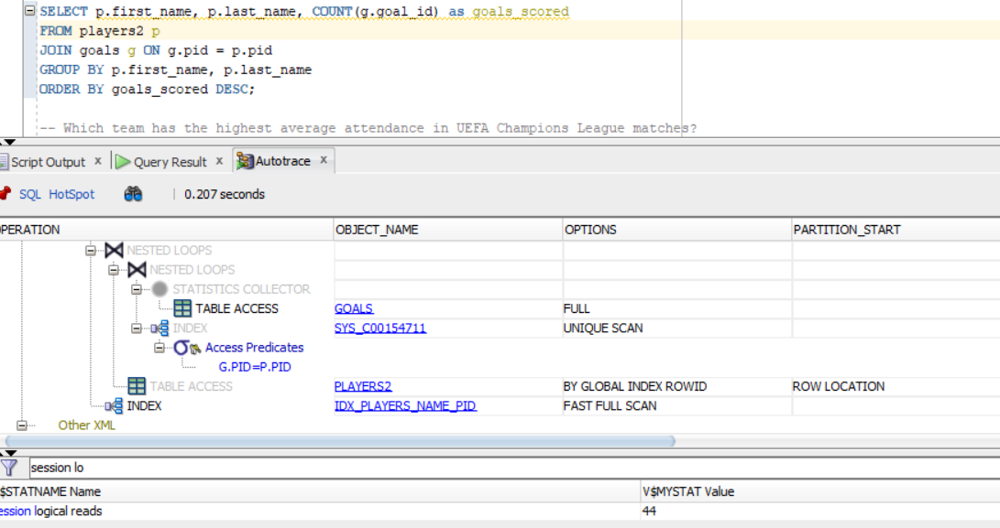 SELECT p.first_name, p.last_name, COUNT(g.goal_id) as goals_scored
FROM players2 p
JOIN goals g ON g.pid = p.pid
GROUP BY p.first_name, p.last_name
ORDER BY goals_scored DESC;
-- Which team has the highest average attendance in UEFA Champions League matches?
Script Output x Query Result x Autotrace x
SQL HotSpot 0.207 seconds
OPERATION OBJECT_NAME OPTIONS PARTITION_START
NESTED LOOPS
NESTED LOOPS
STATISTICS COLLECTOR
TABLE ACCESS GOALS FULL
INDEX SYS_C00154711 UNIQUE SCAN
Access Predicates
G.PID=P.PID
TABLE ACCESS PLAYERS2 BY GLOBAL INDEX ROWID ROW LOCATION
INDEX IDX_PLAYERS_NAME_PID FAST FULL SCAN
Other XML
session lo
$STATNAME Name V$MYSTAT Value
ession logical reads 44